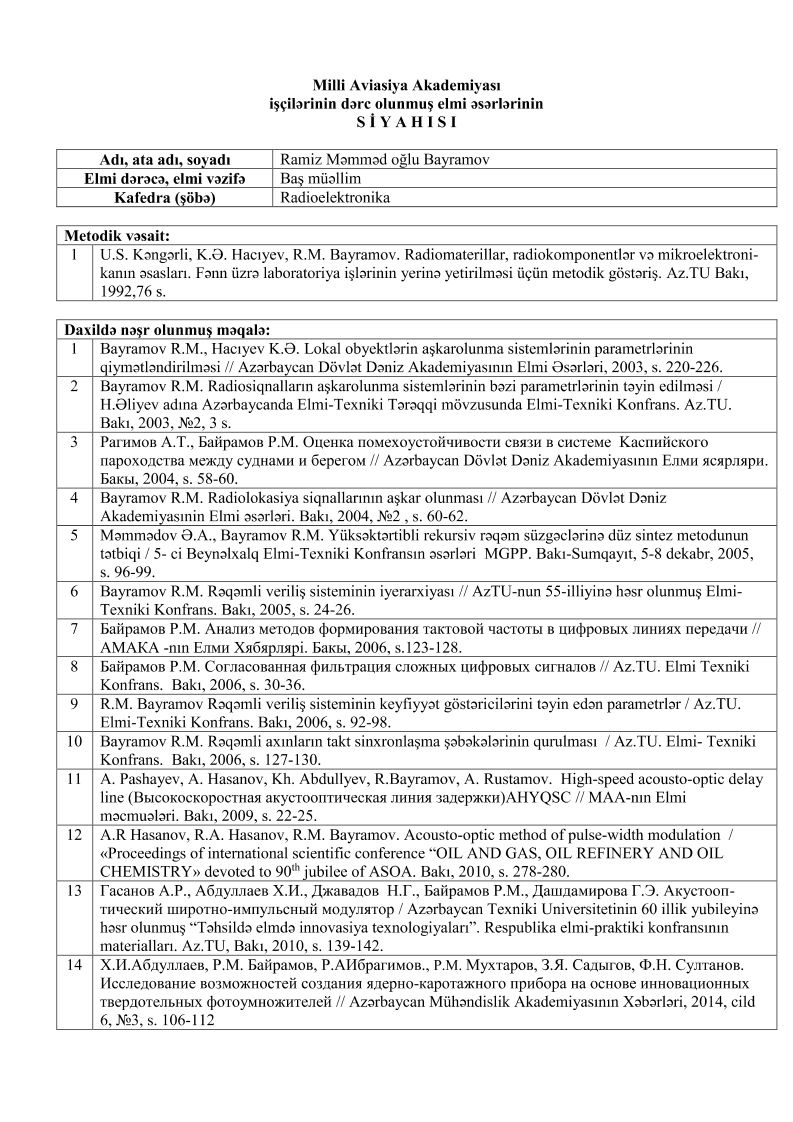 Milli Aviasiya Akademiyası
işçilərinin dərc olunmuş elmi əsərlərinin
S İ Y A H I S I
Adı, ata adı, soyadı Ramiz Məmməd oğlu Bayramov
Elmi dərəcə, elmi vəzifə Baş müəllim
Kafedra (şöbə) Radioelektronika
Metodik vəsait:
1 U.S. Kəngərli, K.Ə. Hacıyev, R.M. Bayramov. Radiomaterillar, radiokomponentlər və mikroelektroni-
kanın əsasları. Fənn üzrə laboratoriya işlərinin yerinə yetirilməsi üçün metodik göstəriş. Az.TU Bakı,
1992,76 s.
Daxildə nəşr olunmuş məqalə:
1 Bayramov R.M., Hacıyev K.Ə. Lokal obyektlərin aşkarolunma sistemlərinin parametrlərinin
qiymətləndirilməsi // Azərbaycan Dövlət Dəniz Akademiyasının Elmi Əsərləri, 2003, s. 220-226.
2 Bayramov R.M. Radiosiqnalların aşkarolunma sistemlərinin bəzi parametrlərinin təyin edilməsi /
H.Əliyev adına Azərbaycanda Elmi-Texniki Tərəqqi mövzusunda Elmi-Texniki Konfrans. Az.TU.
Bakı, 2003, №2, 3 s.
3 Рагимов А.Т., Байрамов Р.М. Оценка помехоустойчивости связи в системе Каспийского
пароходства между суднами и берегом // Azərbaycan Dövlət Dəniz Akademiyasının Елми ясярляри.
Бакы, 2004, s. 58-60.
4 Bayramov R.M. Radiolokasiya siqnallarının aşkar olunması // Azərbaycan Dövlət Dəniz
Akademiyasınin Elmi əsərləri. Bakı, 2004, №2 , s. 60-62.
5 Məmmədov Ə.A., Bayramov R.M. Yüksəktərtibli rekursiv rəqəm süzgəclərinə düz sintez metodunun
tətbiqi / 5- ci Beynəlxalq Elmi-Texniki Konfransın əsərləri MGPP. Bakı-Sumqayıt, 5-8 dekabr, 2005,
s. 96-99.
6 Bayramov R.M. Rəqəmli veriliş sisteminin iyerarxiyası // AzTU-nun 55-illiyinə həsr olunmuş Elmi-
Texniki Konfrans. Bakı, 2005, s. 24-26.
7 Байрамов Р.М. Анализ методов формирования тактовой частоты в цифровых линиях передачи //
АМАКА -nın Елми Хябярлярі. Бакы, 2006, s.123-128.
8 Байрамов Р.М. Согласованная фильтрация сложных цифровых сигналов // Az.TU. Elmi Texniki
Konfrans. Bakı, 2006, s. 30-36.
9 R.M. Bayramov Rəqəmli veriliş sisteminin keyfiyyət göstəricilərini təyin edən parametrlər / Az.TU.
Elmi-Texniki Konfrans. Bakı, 2006, s. 92-98.
10 Bayramov R.M. Rəqəmli axınların takt sinxronlaşma şəbəkələrinin qurulması / Az.TU. Elmi- Texniki
Konfrans. Bakı, 2006, s. 127-130.
11 A. Pashayev, A. Hasanov, Kh. Abdullyev, R.Bayramov, A. Rustamov. High-speed acousto-optic delay
line (Высокоскоростная акустооптическая линия задержки)AHYQSC // MAA-nın Elmi
məcmuələri. Bakı, 2009, s. 22-25.
12 A.R Hasanov, R.A. Hasanov, R.M. Bayramov. Acousto-optic method of pulse-width modulation /
«Proceedings of international scientific conference “OIL AND GAS, OIL REFINERY AND OIL
CHEMISTRY» devoted to 90th jubilee of ASOA. Bakı, 2010, s. 278-280.
13 Гасанов А.Р., Абдуллаев Х.И., Джавадов Н.Г., Байрамов Р.М., Дашдамирова Г.Э. Акустооп-
тический широтно-импульсный модулятор / Azərbaycan Texniki Universitetinin 60 illik yubileyinə
həsr olunmuş “Təhsildə elmdə innovasiya texnologiyaları”. Respublika elmi-praktiki konfransının
materialları. Az.TU, Bakı, 2010, s. 139-142.
14 Х.И.Абдуллаев, Р.М. Байрамов, Р.АИбрагимов., Р.М. Мухтаров, З.Я. Садыгов, Ф.Н. Султанов.
Исследование возможностей создания ядерно-каротажного прибора на основе инновационных
твердотельных фотоумножителей // Azərbaycan Mühəndislik Akademiyasının Xəbərləri, 2014, cild
6, №3, s. 106-112